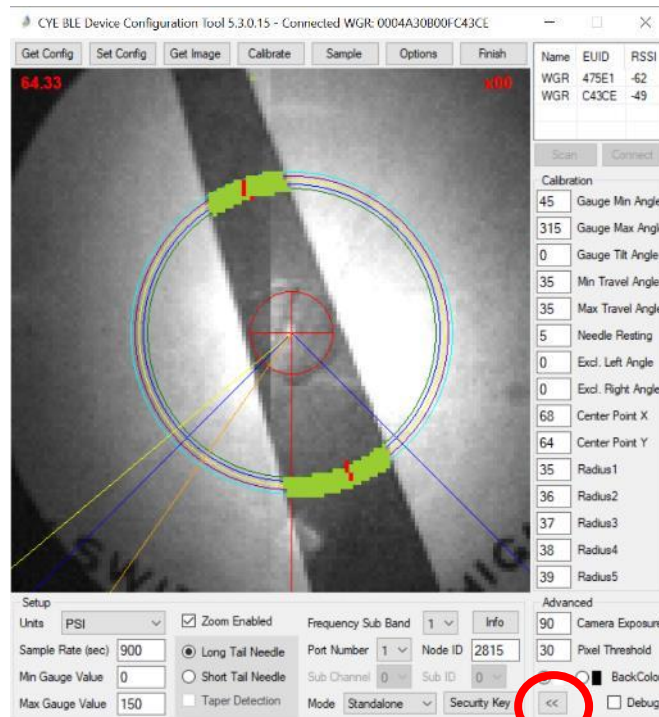 CYE BLE Device Configuration Tool 5.3.0.15 - Connected WGR: 0004A30B00FC43CE
Get Config Set Config Get Image Calibrate Sample Options Finish
64.33
x00
Name EUID RSSI
WGR 475E1 -62
WGR C43CE -49
Scan Connect
Calibration
45 Gauge Min Angle
315 Gauge Max Angle
0 Gauge Tilt Angle
35 Min Travel Angle
35 Max Travel Angle
5 Needle Resting
0 Excl. Left Angle
0 Excl. Right Angle
68 Center Point X
64 Center Point Y
35 Radius1
36 Radius2
37 Radius3
38 Radius4
39 Radius5
Setup
Units PSI
Sample Rate (sec) 900
Min Gauge Value 0
Max Gauge Value 150
Zoom Enabled
Long Tail Needle
Short Tail Needle
Taper Detection
Frequency Sub Band 1 Info
Port Number 1 Node ID 2815
Sub Channel 0 Sub ID 0
Mode Standalone Security Key <<
Advanced
90 Camera Exposure
30 Pixel Threshold
BackColor
Debug